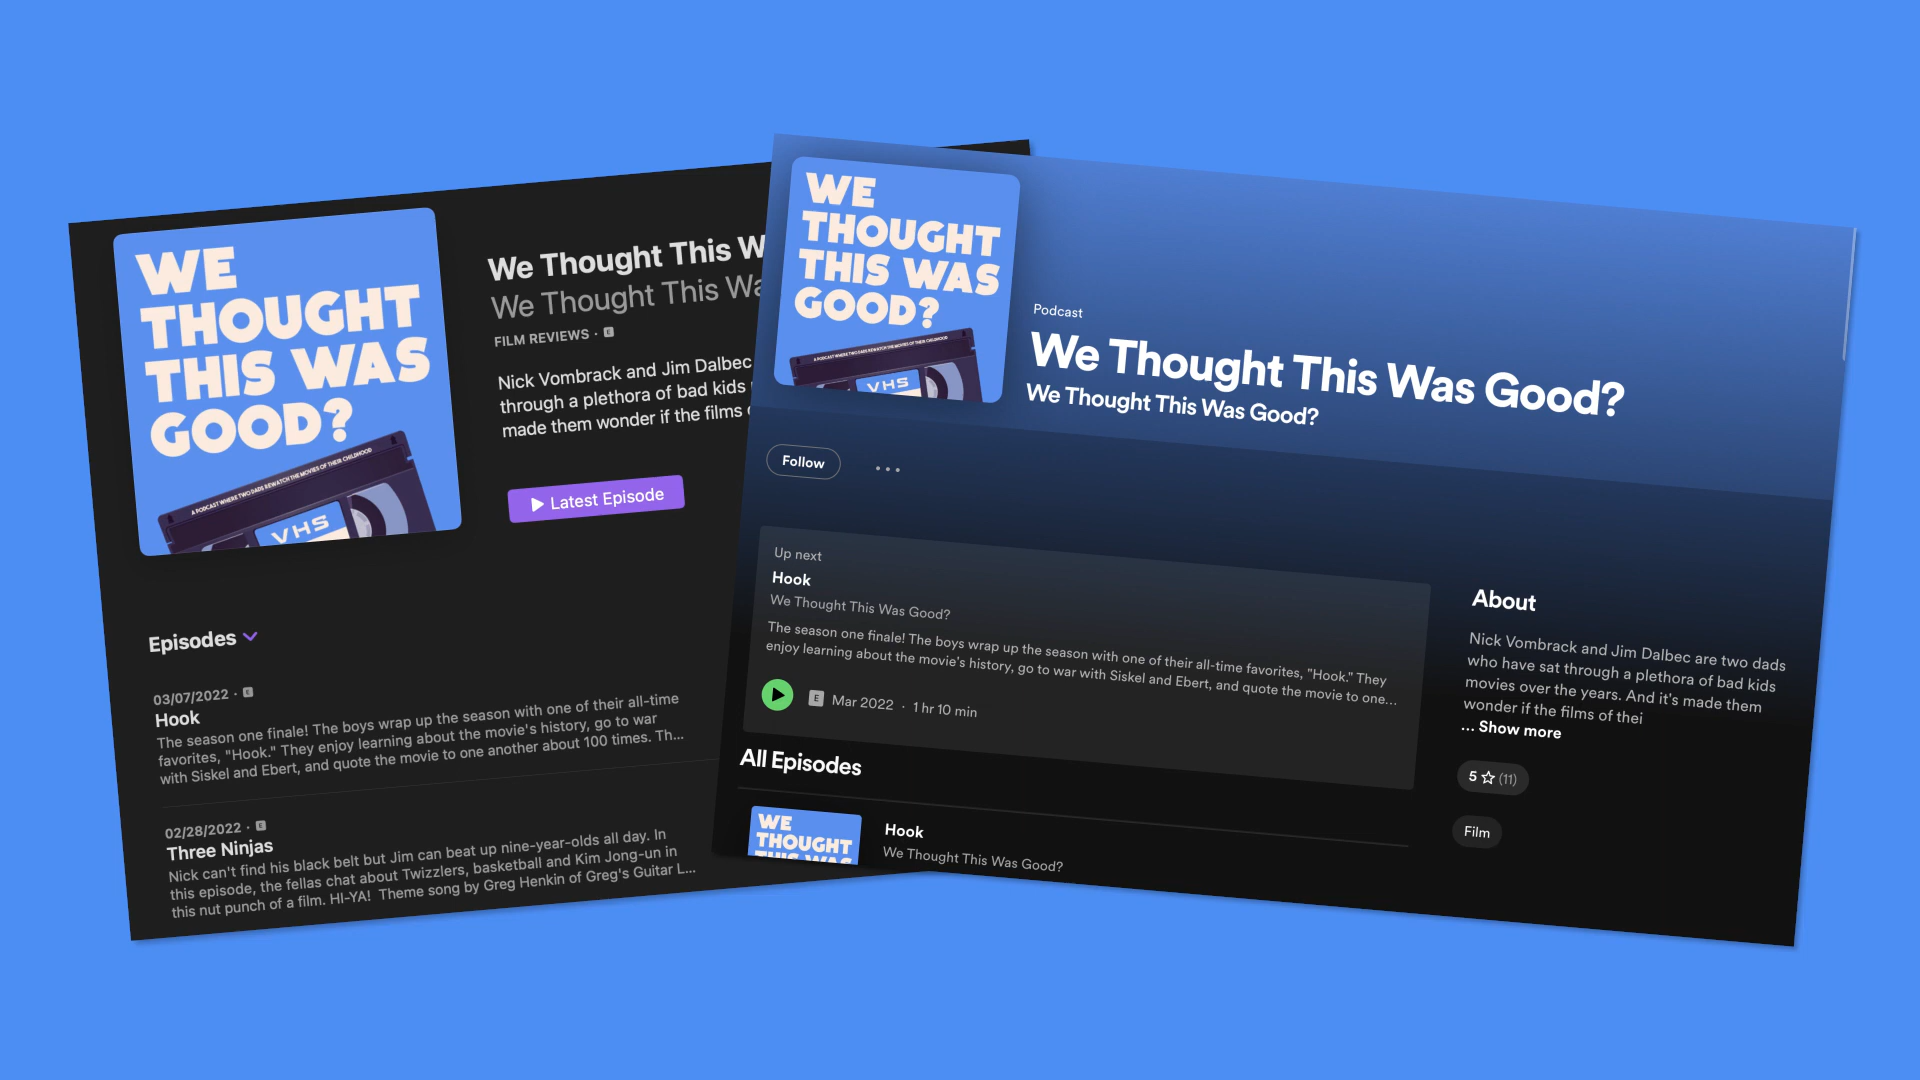 WE
THOUGHT
THIS WAS
GOOD?
A PODCAST WHERE TWO DADS REWATCH THE MOVIES OF THEIR CHILDHOOD
VHS
We Thought This W
We Thought This Wa
FILM REVIEWS · E
Nick Vombrack and Jim Dalbec
through a plethora of bad kids
made them wonder if the films
Latest Episode
Episodes
03/07/2022 · E
Hook
The season one finale! The boys wrap up the season with one of their all-time
favorites, "Hook." They enjoy learning about the movie's history, go to war
with Siskel and Ebert, and quote the movie to one another about 100 times. Th...
02/28/2022 · E
Three Ninjas
Nick can't find his black belt but Jim can beat up nine-year-olds all day. In
this episode, the fellas chat about Twizzlers, basketball and Kim Jong-un in
this nut punch of a film. HI-YA! Theme song by Greg Henkin of Greg's Guitar L...
WE
THOUGHT
THIS WAS
GOOD?
A PODCAST WHERE TWO DADS REWATCH THE MOVIES OF THEIR CHILDHOOD
VHS
Podcast
We Thought This Was Good?
We Thought This Was Good?
Follow
Up next
Hook
We Thought This Was Good?
The season one finale! The boys wrap up the season with one of their all-time favorites, "Hook." They
enjoy learning about the movie's history, go to war with Siskel and Ebert, and quote the movie to one...
E Mar 2022 · 1 hr 10 min
About
Nick Vombrack and Jim Dalbec are two dads
who have sat through a plethora of bad kids
movies over the years. And it's made them
wonder if the films of thei
... Show more
5 (11)
Film
All Episodes
WE
THOUGHT
THIS WAS
Hook
We Thought This Was Good?